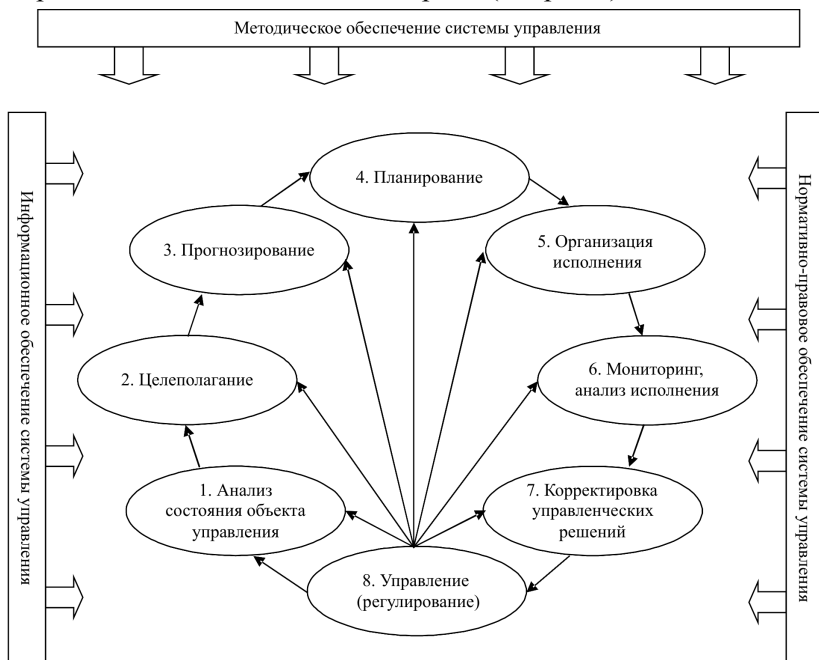 Методическое обеспечение системы управления
Информационное обеспечение системы управления
Нормативно-правовое обеспечение системы управления
4. Планирование
3. Прогнозирование
5. Организация
исполнения
2. Целеполагание
6. Мониторинг,
анализ исполнения
1. Анализ
состояния объекта
управления
7. Корректировка
управленческих
решений
8. Управление
(регулирование)